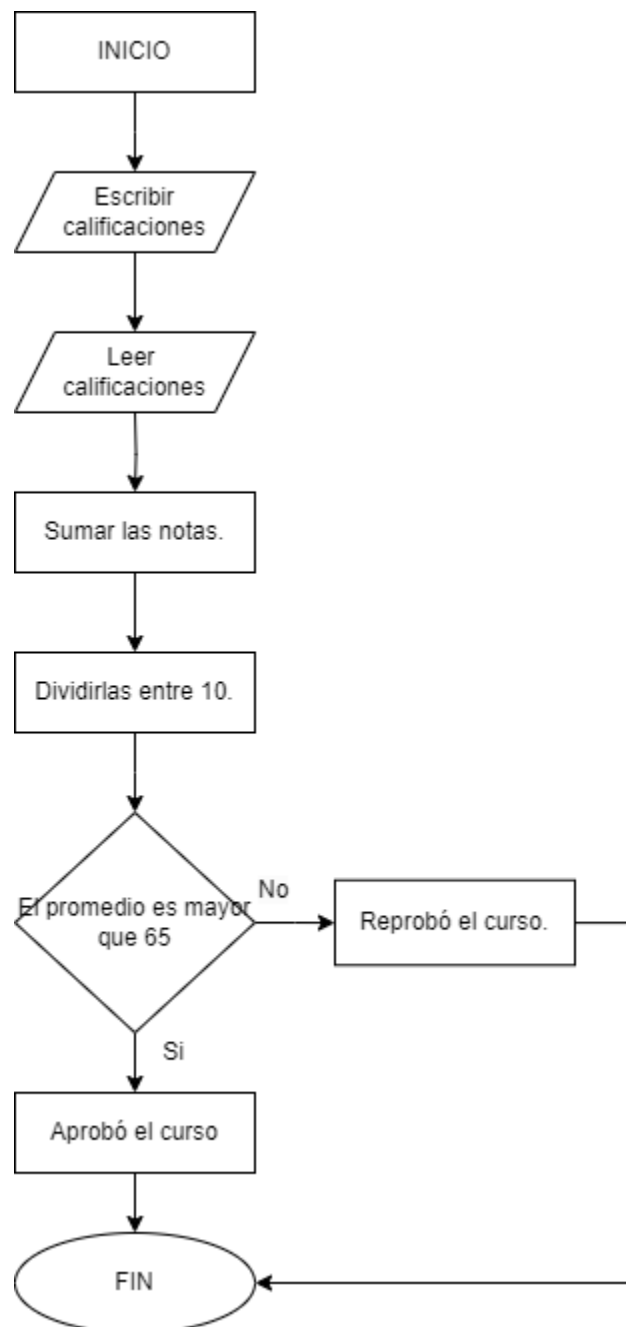 INICIO
Escribir
calificaciones
Leer
calificaciones
Sumar las notas.
Dividirlas entre 10.
El promedio es mayor
que 65
No
Reprobó el curso.
Si
Aprobó el curso
FIN